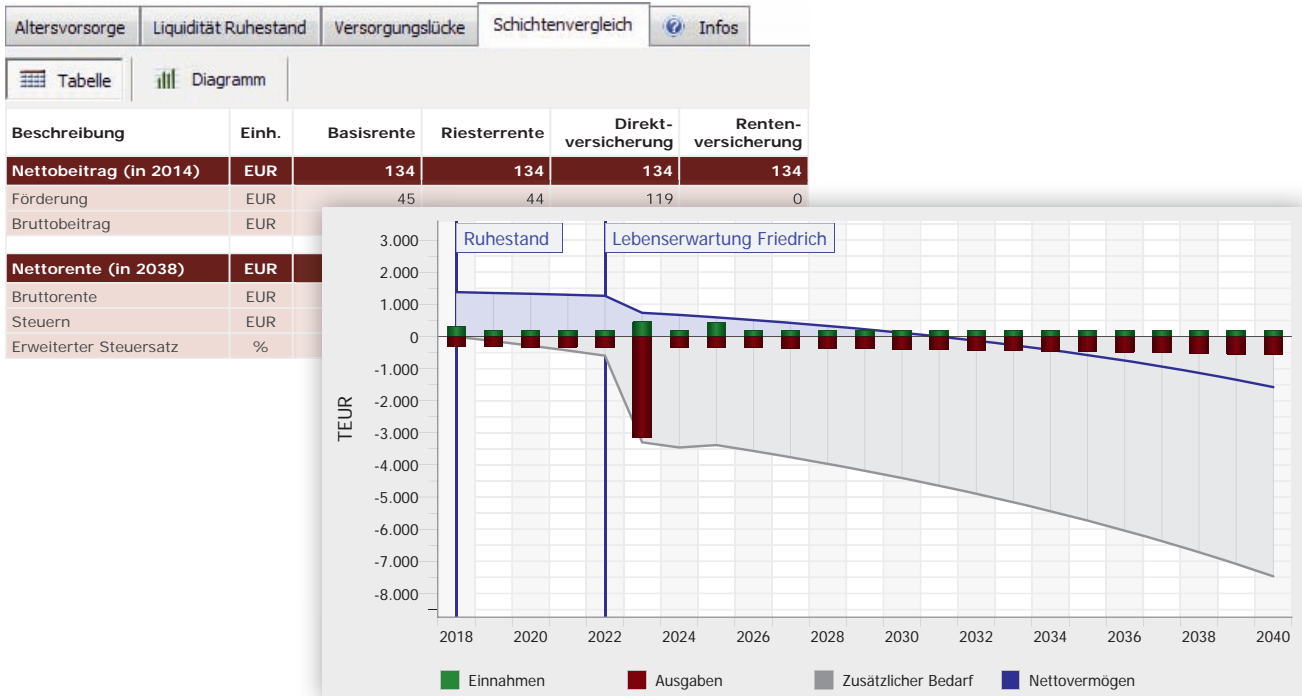 Altersvorsorge Liquidität Ruhestand Versorgungslücke Schichtenvergleich Infos
Tabelle Diagramm
Beschreibung Einh. Basisrente Riesterrente Direkt-versicherung Renten-versicherung
Nettobeitrag (in 2014) EUR 134 134 134 134
Förderung EUR 45 44 119 0
Bruttobeitrag EUR
Nettorente (in 2038) EUR
Bruttorente EUR
Steuern EUR
Erweiterter Steuersatz %
Ruhestand Lebenserwartung Friedrich
TEUR
3.000
2.000
1.000
0
-1.000
-2.000
-3.000
-4.000
-5.000
-6.000
-7.000
-8.000
2018 2020 2022 2024 2026 2028 2030 2032 2034 2036 2038 2040
Einnahmen Ausgaben Zusätzlicher Bedarf Nettovermögen